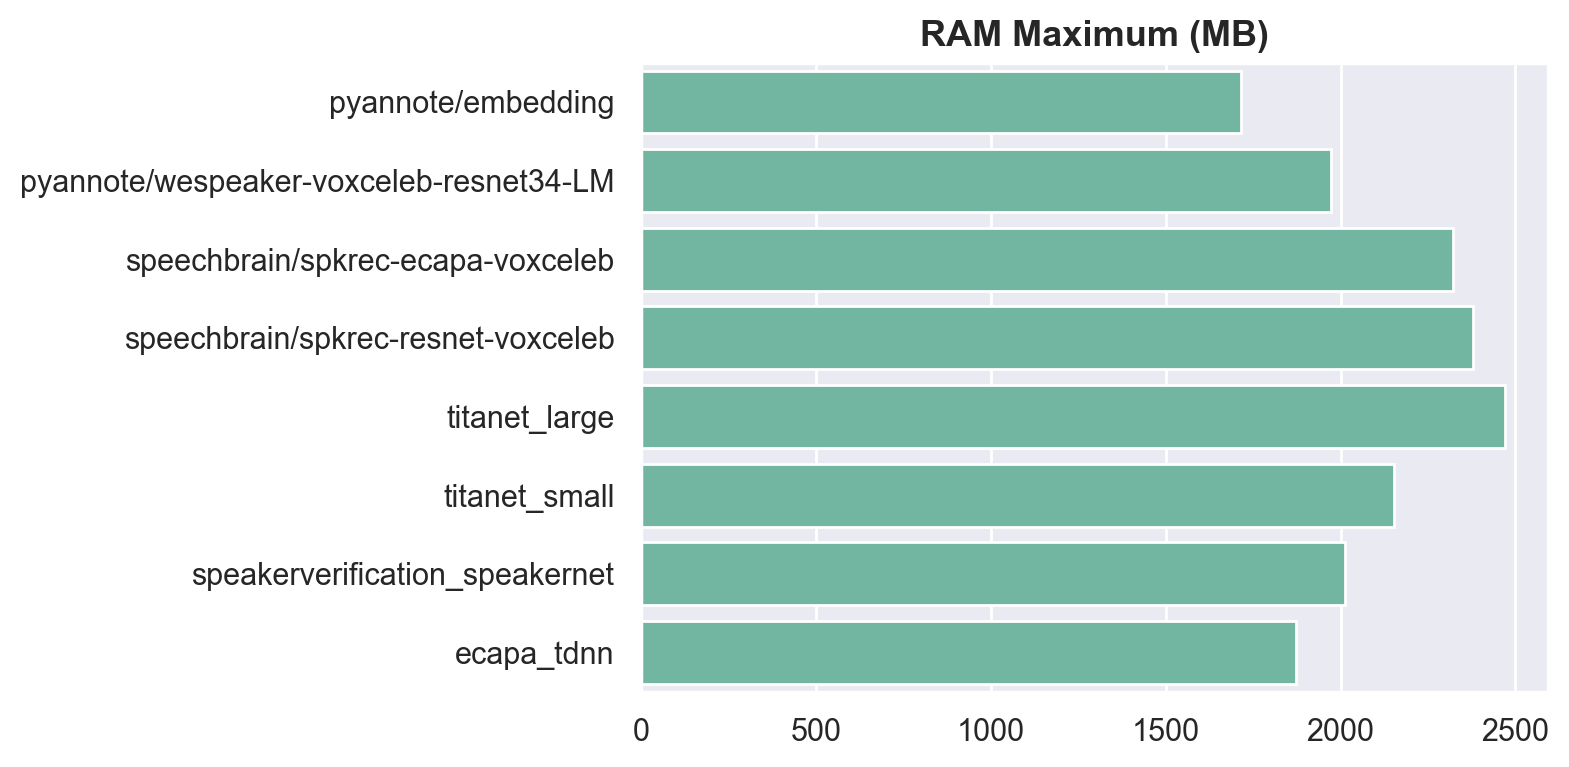 RAM Maximum (MB)
pyannote/embedding
pyannote/wespeaker-voxceleb-resnet34-LM
speechbrain/spkrec-ecapa-voxceleb
speechbrain/spkrec-resnet-voxceleb
titanet_large
titanet_small
speakerverification_speakernet
ecapa_tdnn
0 500 1000 1500 2000 2500